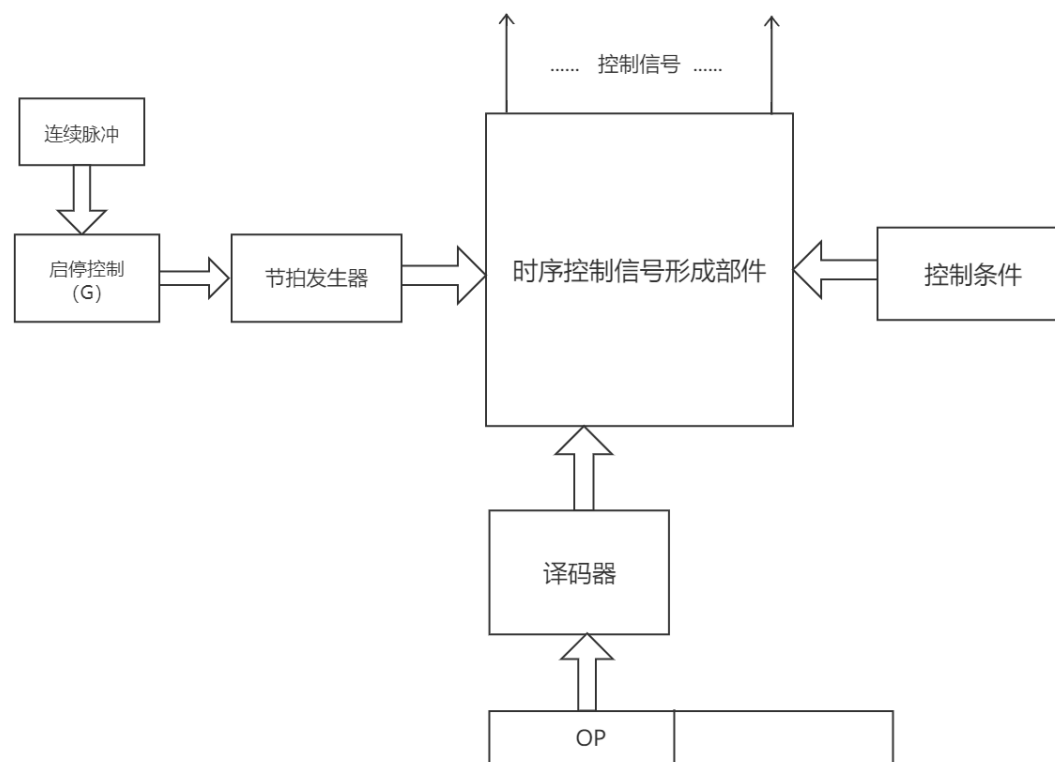 ...... 控制信号 ......
连续脉冲
启停控制
（G）
节拍发生器
时序控制信号形成部件
控制条件
译码器
OP